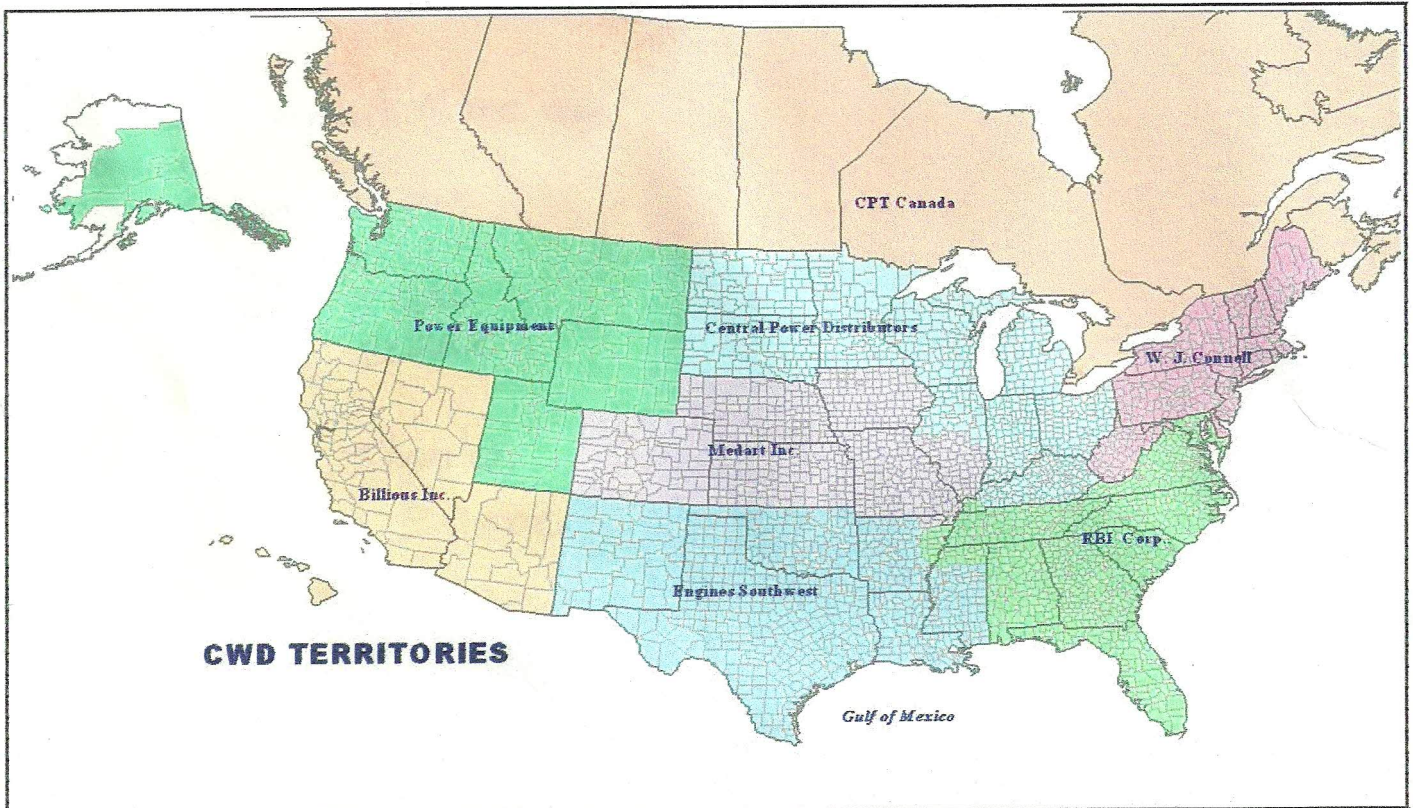 CPT Canada
Power Equipment
Central Power Distributors
W. J. Connell
Medart Inc.
Billious Inc.
RBI Corp.
Engines Southwest
CWD TERRITORIES
Gulf of Mexico